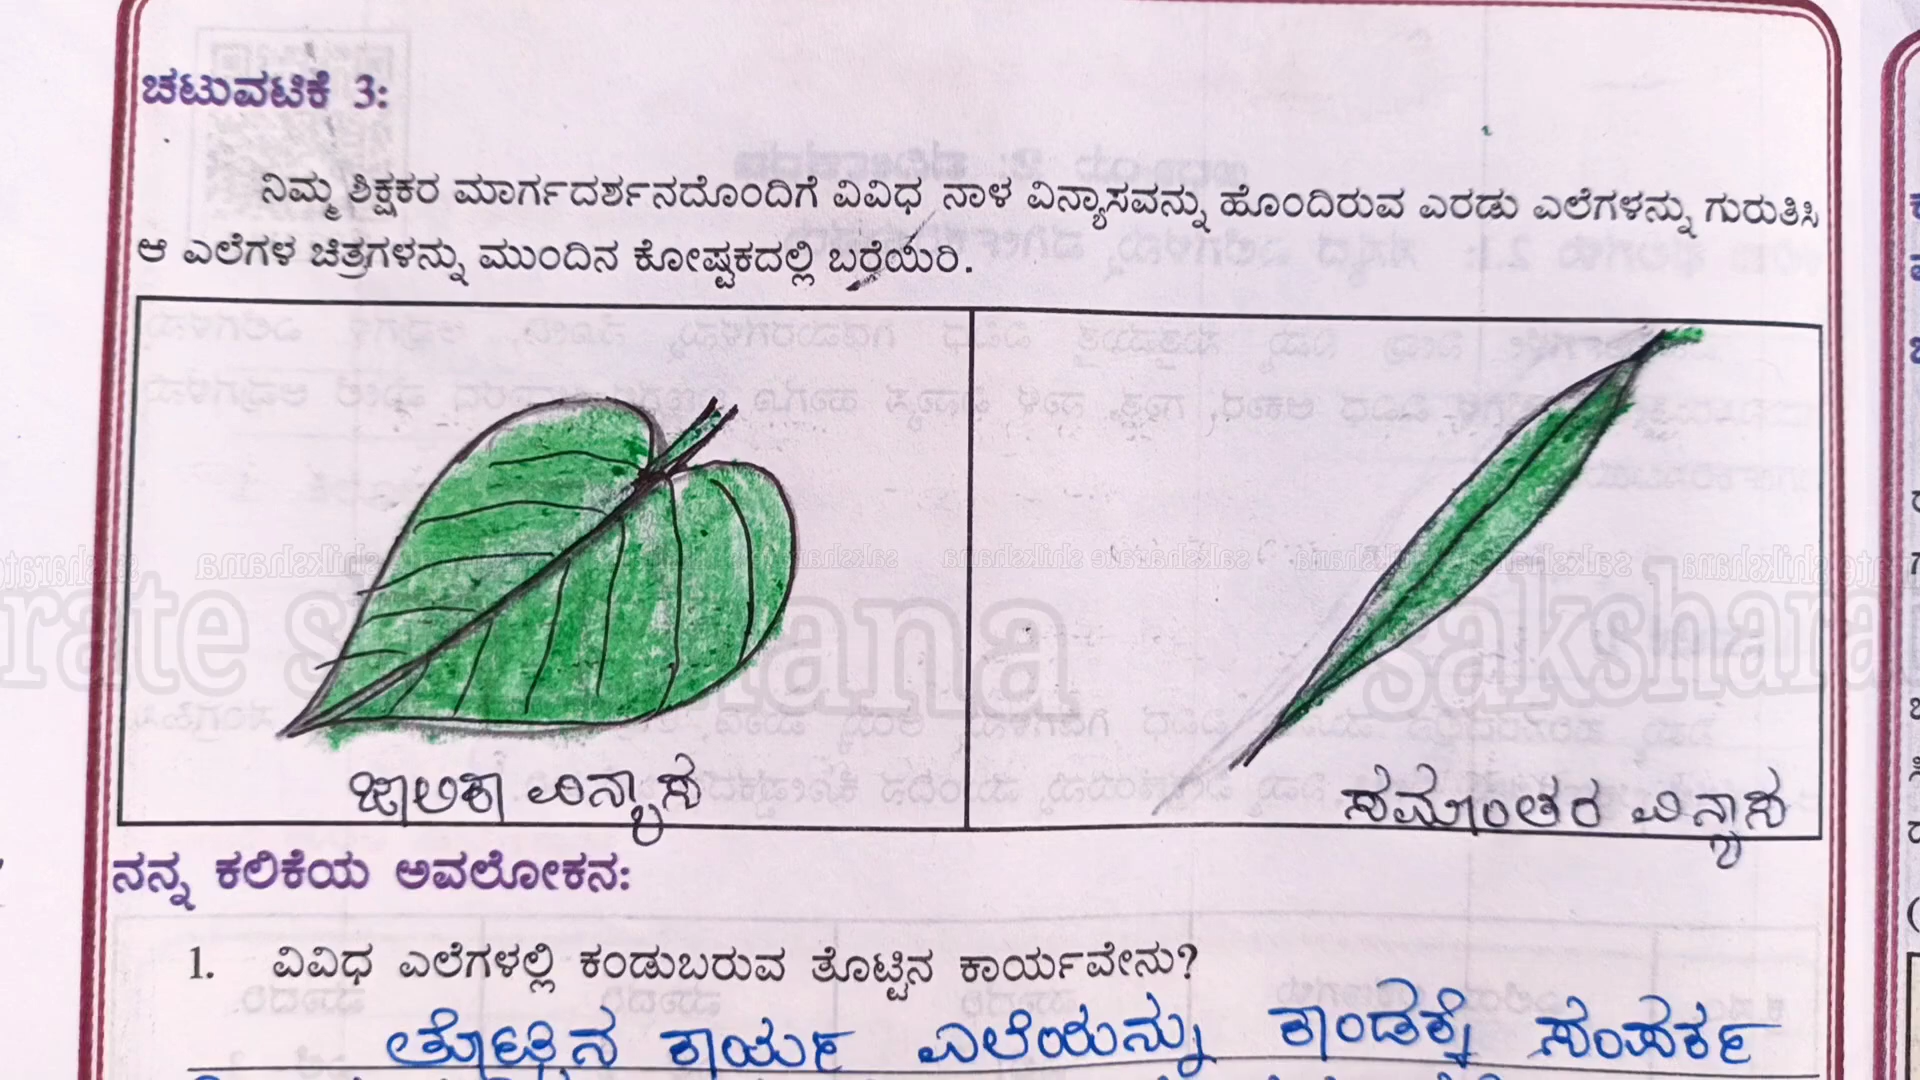 ಚಟುವಟಿಕೆ 3:
ನಿಮ್ಮ ಶಿಕ್ಷಕರ ಮಾರ್ಗದರ್ಶನದೊಂದಿಗೆ ವಿವಿಧ ನಾಳ ವಿನ್ಯಾಸವನ್ನು ಹೊಂದಿರುವ ಎರಡು ಎಲೆಗಳನ್ನು ಗುರುತಿಸಿ
ಆ ಎಲೆಗಳ ಚಿತ್ರಗಳನ್ನು ಮುಂದಿನ ಕೋಷ್ಟಕದಲ್ಲಿ ಬರೆಯಿರಿ.
ಜಾಲಿಕಾ ವಿನ್ಯಾಸ
ಸಮಾಂತರ ವಿನ್ಯಾಸ
ನನ್ನ ಕಲಿಕೆಯ ಅವಲೋಕನ:
1. ವಿವಿಧ ಎಲೆಗಳಲ್ಲಿ ಕಂಡುಬರುವ ತೊಟ್ಟಿನ ಕಾರ್ಯವೇನು?
ತೊಟ್ಟಿನ ಕಾರ್ಯ ಎಲೆಯನ್ನು ಕಾಂಡಕ್ಕೆ ಸಂಪರ್ಕ